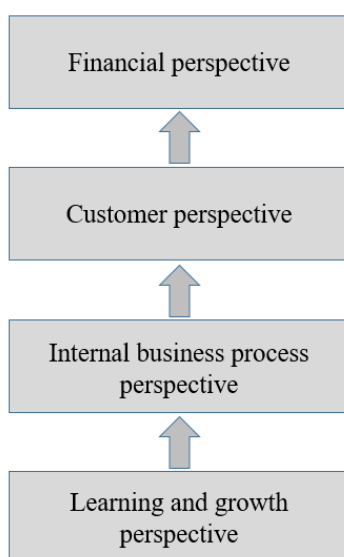 Financial perspective
Customer perspective
Internal business process
perspective
Learning and growth
perspective